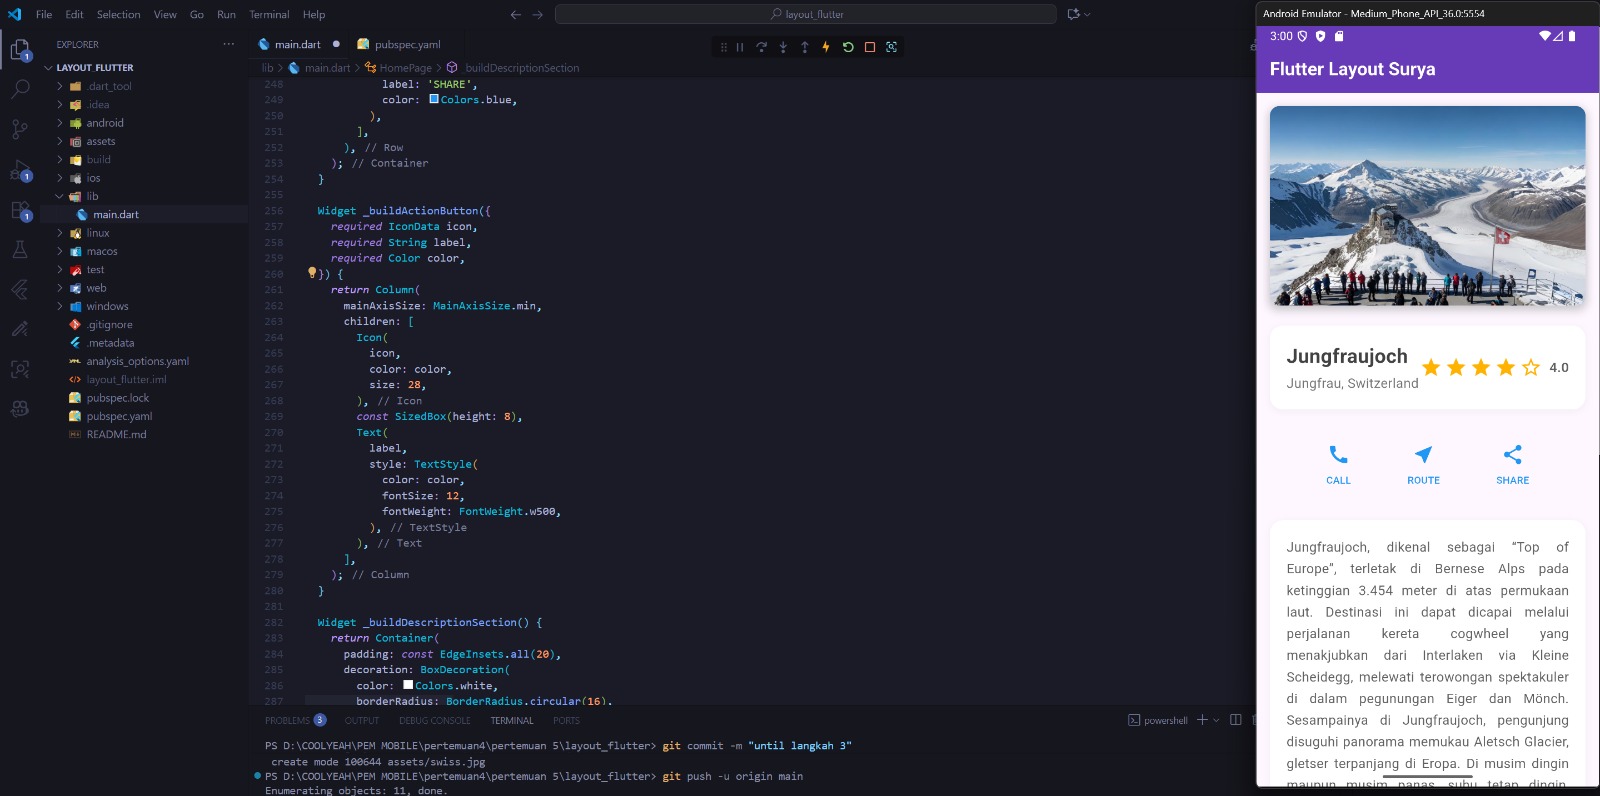 File Edit Selection View Go Run Terminal Help
layout_flutter
EXPLORER
LAYOUT_FLUTTER
.dart_tool
.idea
android
assets
build
ios
lib
main.dart
linux
macos
test
web
windows
.gitignore
.metadata
analysis_options.yaml
layout_flutter.iml
pubspec.lock
pubspec.yaml
README.md
1
1
1
main.dart
pubspec.yaml
lib > main.dart > HomePage > buildDescriptionSection
248 label: 'SHARE',
249 color: Colors.blue,
250 ),
251 ],
252 ), // Row
253 ); // Container
254 }
255
256 Widget _buildActionButton({
257 required IconData icon,
258 required String label,
259 required Color color,
260 }) {
261 return Column(
262 mainAxisSize: MainAxisSize.min,
263 children: [
264 Icon(
265 icon,
266 color: color,
267 size: 28,
268 ), // Icon
269 const SizedBox(height: 8),
270 Text(
271 label,
272 style: TextStyle(
273 color: color,
274 fontSize: 12,
275 fontWeight: FontWeight.w500,
276 ), // TextStyle
277 ), // Text
278 ],
279 ); // Column
280 }
281
282 Widget _buildDescriptionSection() {
283 return Container(
284 padding: const EdgeInsets.all(20),
285 decoration: BoxDecoration(
286 color: Colors.white,
287 borderRadius: BorderRadius.circular(16),
PROBLEMS 3 OUTPUT DEBUG CONSOLE TERMINAL PORTS
powershell
PS D:\COOLYEAH\PEM MOBILE\pertemuan4\pertemuan 5\layout_flutter> git commit -m "until langkah 3"
create mode 100644 assets/swiss.jpg
PS D:\COOLYEAH\PEM MOBILE\pertemuan4\pertemuan 5\layout_flutter> git push -u origin main
Enumerating objects: 11, done.
Android Emulator - Medium_Phone_API_36.0:5554
3:00
Flutter Layout Surya
Jungfraujoch
Jungfrau, Switzerland
4.0
CALL
ROUTE
SHARE
Jungfraujoch, dikenal sebagai "Top of
Europe", terletak di Bernese Alps pada
ketinggian 3.454 meter di atas permukaan
laut. Destinasi ini dapat dicapai melalui
perjalanan kereta cogwheel yang
menakjubkan dari Interlaken via Kleine
Scheidegg, melewati terowongan spektakuler
di dalam pegunungan Eiger dan Mönch.
Sesampainya di Jungfraujoch, pengunjung
disuguhi panorama memukau Aletsch Glacier,
gletser terpanjang di Eropa. Di musim dingin
maupun musim panas, suhu tetap dingin,